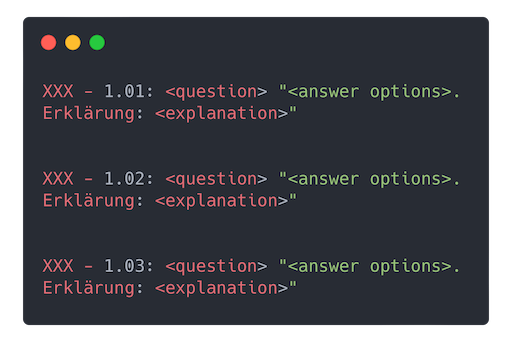 XXX - 1.01: <question> "<answer options>.
Erklärung: <explanation>"
XXX - 1.02: <question> "<answer options>.
Erklärung: <explanation>"
XXX - 1.03: <question> "<answer options>.
Erklärung: <explanation>"